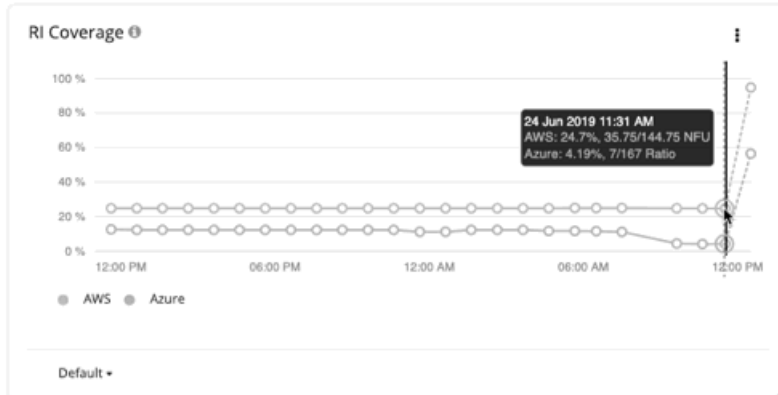 RI Coverage
100 %
80 %
60 %
40 %
20 %
0 %
24 Jun 2019 11:31 AM
AWS: 24.7%, 35.75/144.75 NFU
Azure: 4.19%, 7/167 Ratio
12:00 PM 06:00 PM 12:00 AM 06:00 AM 12:00 PM
AWS Azure
Default